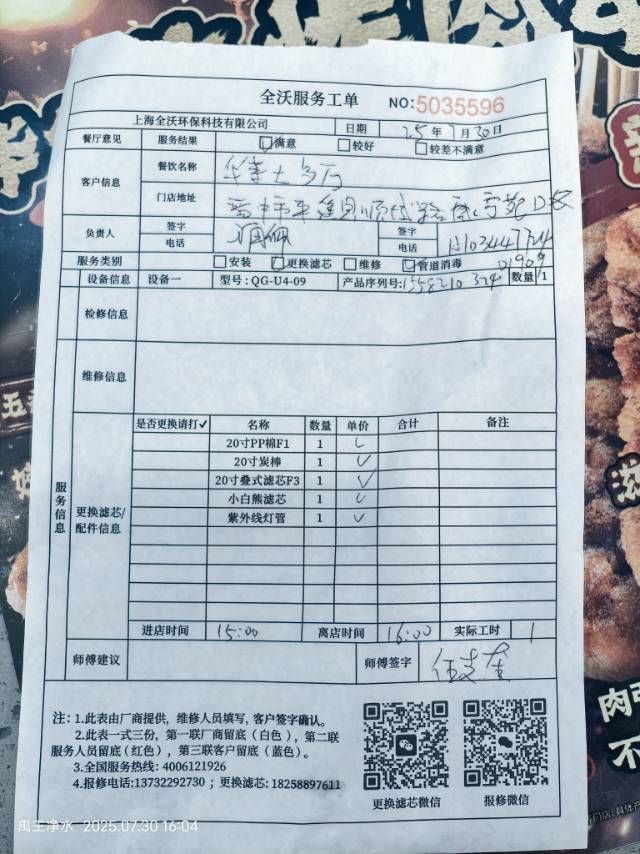 全沃服务工单 NO:5035596
上海全沃环保科技有限公司 日期 25年7月30日
餐厅意见 服务结果 满意 较好 较差不满意
客户信息 餐饮名称 华莱士
门店地址
负责人 签字 签字
电话 电话
服务类别 安装 更换滤芯 维修 管道消毒
设备信息 设备一 型号:QG-U4-09 产品序列号: 数量 1
检修信息
维修信息
服务信息
更换滤芯/配件信息
是否更换请打✓ 名称 数量 单价 合计 备注
20寸PP棉F1 1 ✓
20寸炭棒 1 ✓
20寸叠式滤芯F3 1 ✓
小白熊滤芯 1 ✓
紫外线灯管 1 ✓
进店时间 15:00 离店时间 16:00 实际工时 1
师傅建议 师傅签字
注:1.此表由厂商提供,维修人员填写,客户签字确认。
2.此表一式三份,第一联厂商留底(白色),第二联
服务人员留底(红色),第三联客户留底(蓝色)。
3.全国服务热线:4006121926
4.报修电话:13732292730;更换滤芯:18258897611
更换滤芯微信 报修微信
禹王净水 2025.07.30 16:04